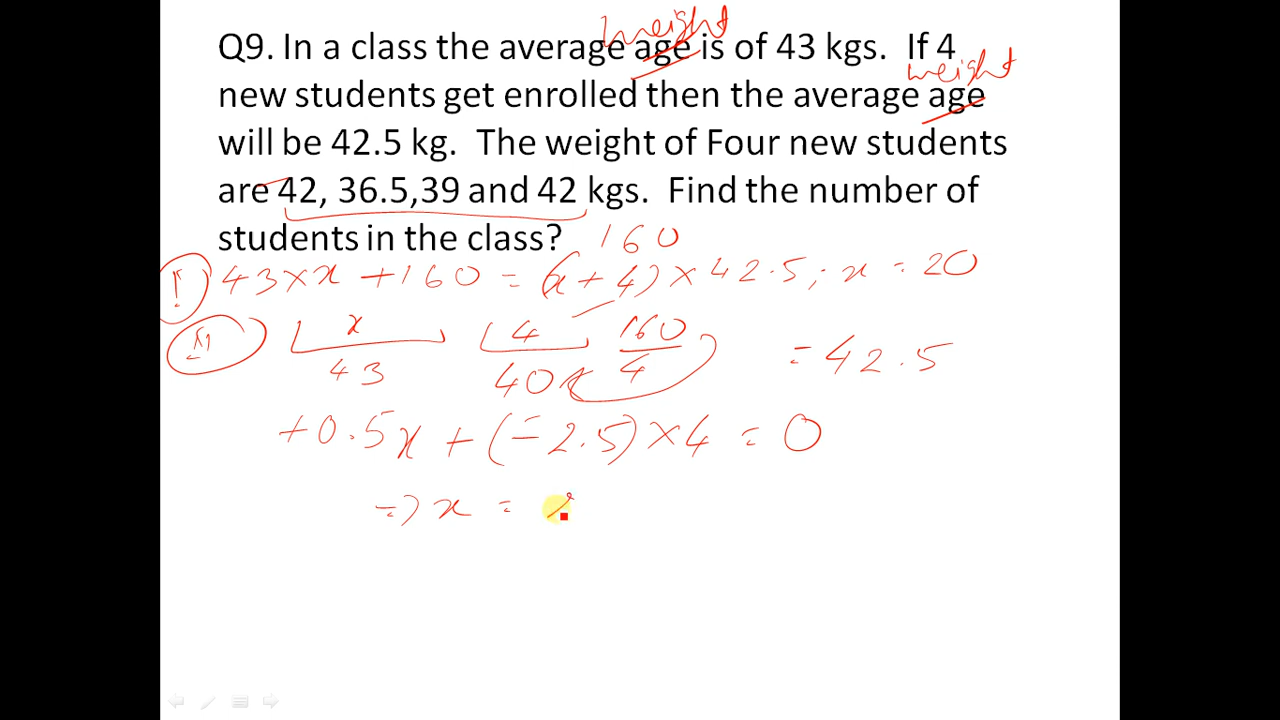 weight
Q9. In a class the average age is of 43 kgs. If 4
weight
new students get enrolled then the average age
will be 42.5 kg. The weight of Four new students
are 42, 36.5,39 and 42 kgs. Find the number of
students in the class? 160
43×x + 160 = (x + 4) × 42.5; x = 20
x 4 160
43 40 4 = 42.5
+0.5x + (-2.5) × 4 = 0
=> x =